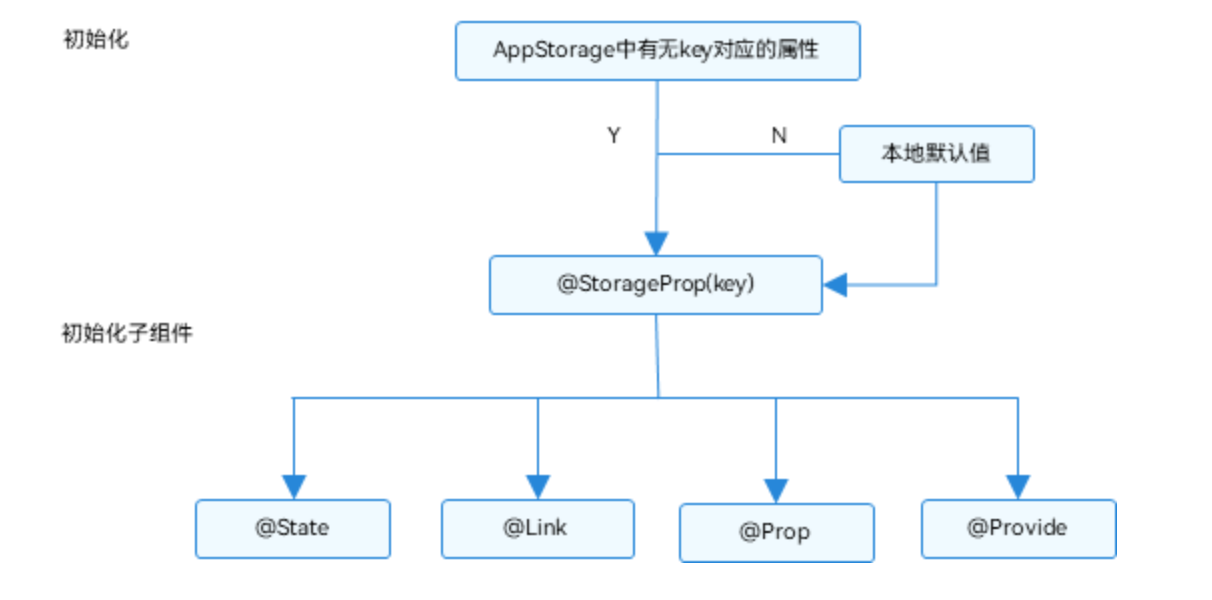 初始化
AppStorage中有无key对应的属性
Y
N
本地默认值
@StorageProp(key)
初始化子组件
@State
@Link
@Prop
@Provide